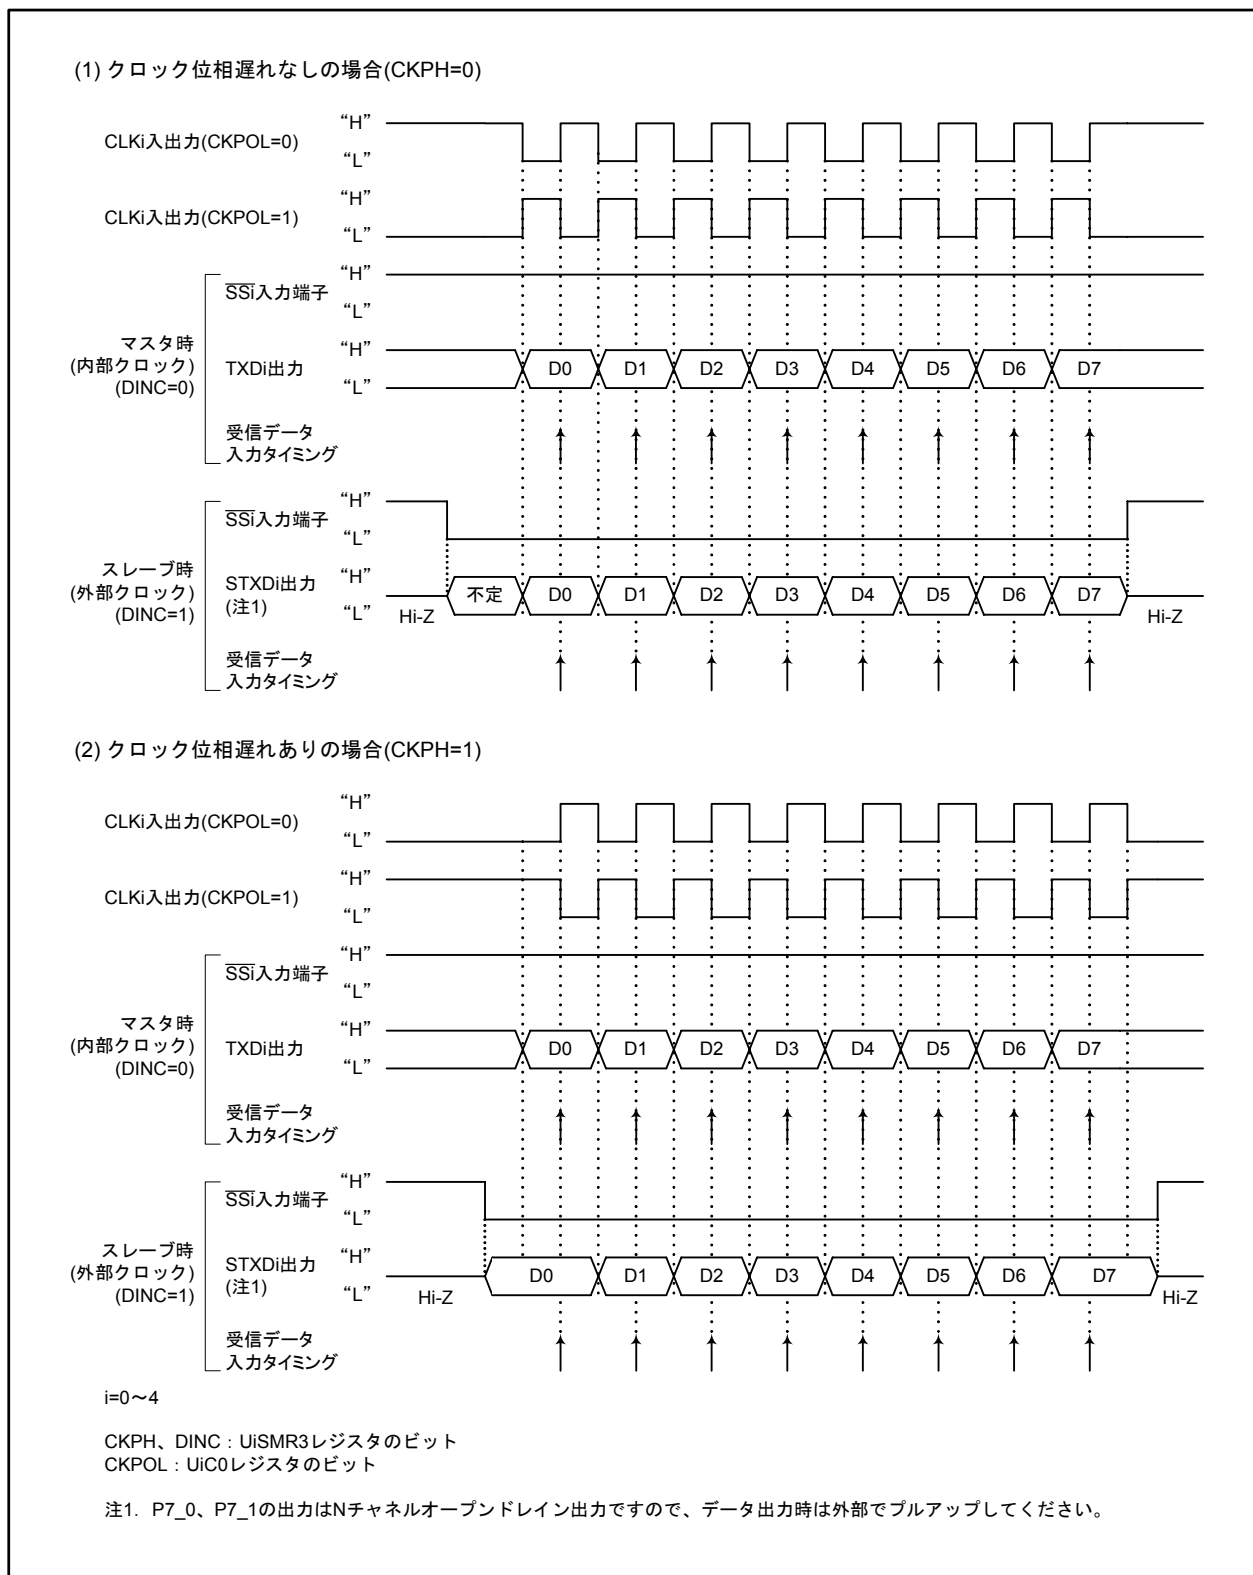 (1) クロック位相遅れなしの場合(CKPH=0)
CLKi入出力(CKPOL=0)
“H”
“L”
CLKi入出力(CKPOL=1)
“H”
“L”
マスタ時
(内部クロック)
(DINC=0)
SSi入力端子
“H”
“L”
TXDi出力
“H”
“L”
D0 D1 D2 D3 D4 D5 D6 D7
受信データ
入力タイミング
スレーブ時
(外部クロック)
(DINC=1)
SSi入力端子
“H”
“L”
STXDi出力
(注1)
“H”
“L”
Hi-Z 不定 D0 D1 D2 D3 D4 D5 D6 D7 Hi-Z
受信データ
入力タイミング
(2) クロック位相遅れありの場合(CKPH=1)
CLKi入出力(CKPOL=0)
“H”
“L”
CLKi入出力(CKPOL=1)
“H”
“L”
マスタ時
(内部クロック)
(DINC=0)
SSi入力端子
“H”
“L”
TXDi出力
“H”
“L”
D0 D1 D2 D3 D4 D5 D6 D7
受信データ
入力タイミング
スレーブ時
(外部クロック)
(DINC=1)
SSi入力端子
“H”
“L”
STXDi出力
(注1)
“H”
“L”
Hi-Z D0 D1 D2 D3 D4 D5 D6 D7 Hi-Z
受信データ
入力タイミング
i=0～4
CKPH、DINC：UiSMR3レジスタのビット
CKPOL：UiC0レジスタのビット
注1. P7_0、P7_1の出力はNチャネルオープンドレイン出力ですので、データ出力時は外部でプルアップしてください。